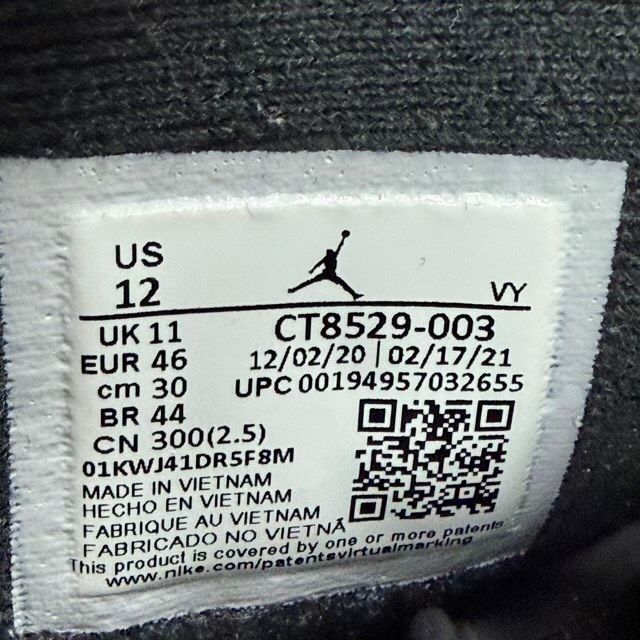 US
12
VY
UK 11
EUR 46
cm 30
BR 44
CN 300(2.5)
CT8529-003
12/02/20 | 02/17/21
UPC 00194957032655
01KWJ41DR5F8M
MADE IN VIETNAM
HECHO EN VIETNAM
FABRIQUE AU VIETNAM
FABRICADO NO VIETNÃ
This product is covered by one or more patents
www.nike.com/patentsvirtualmarking